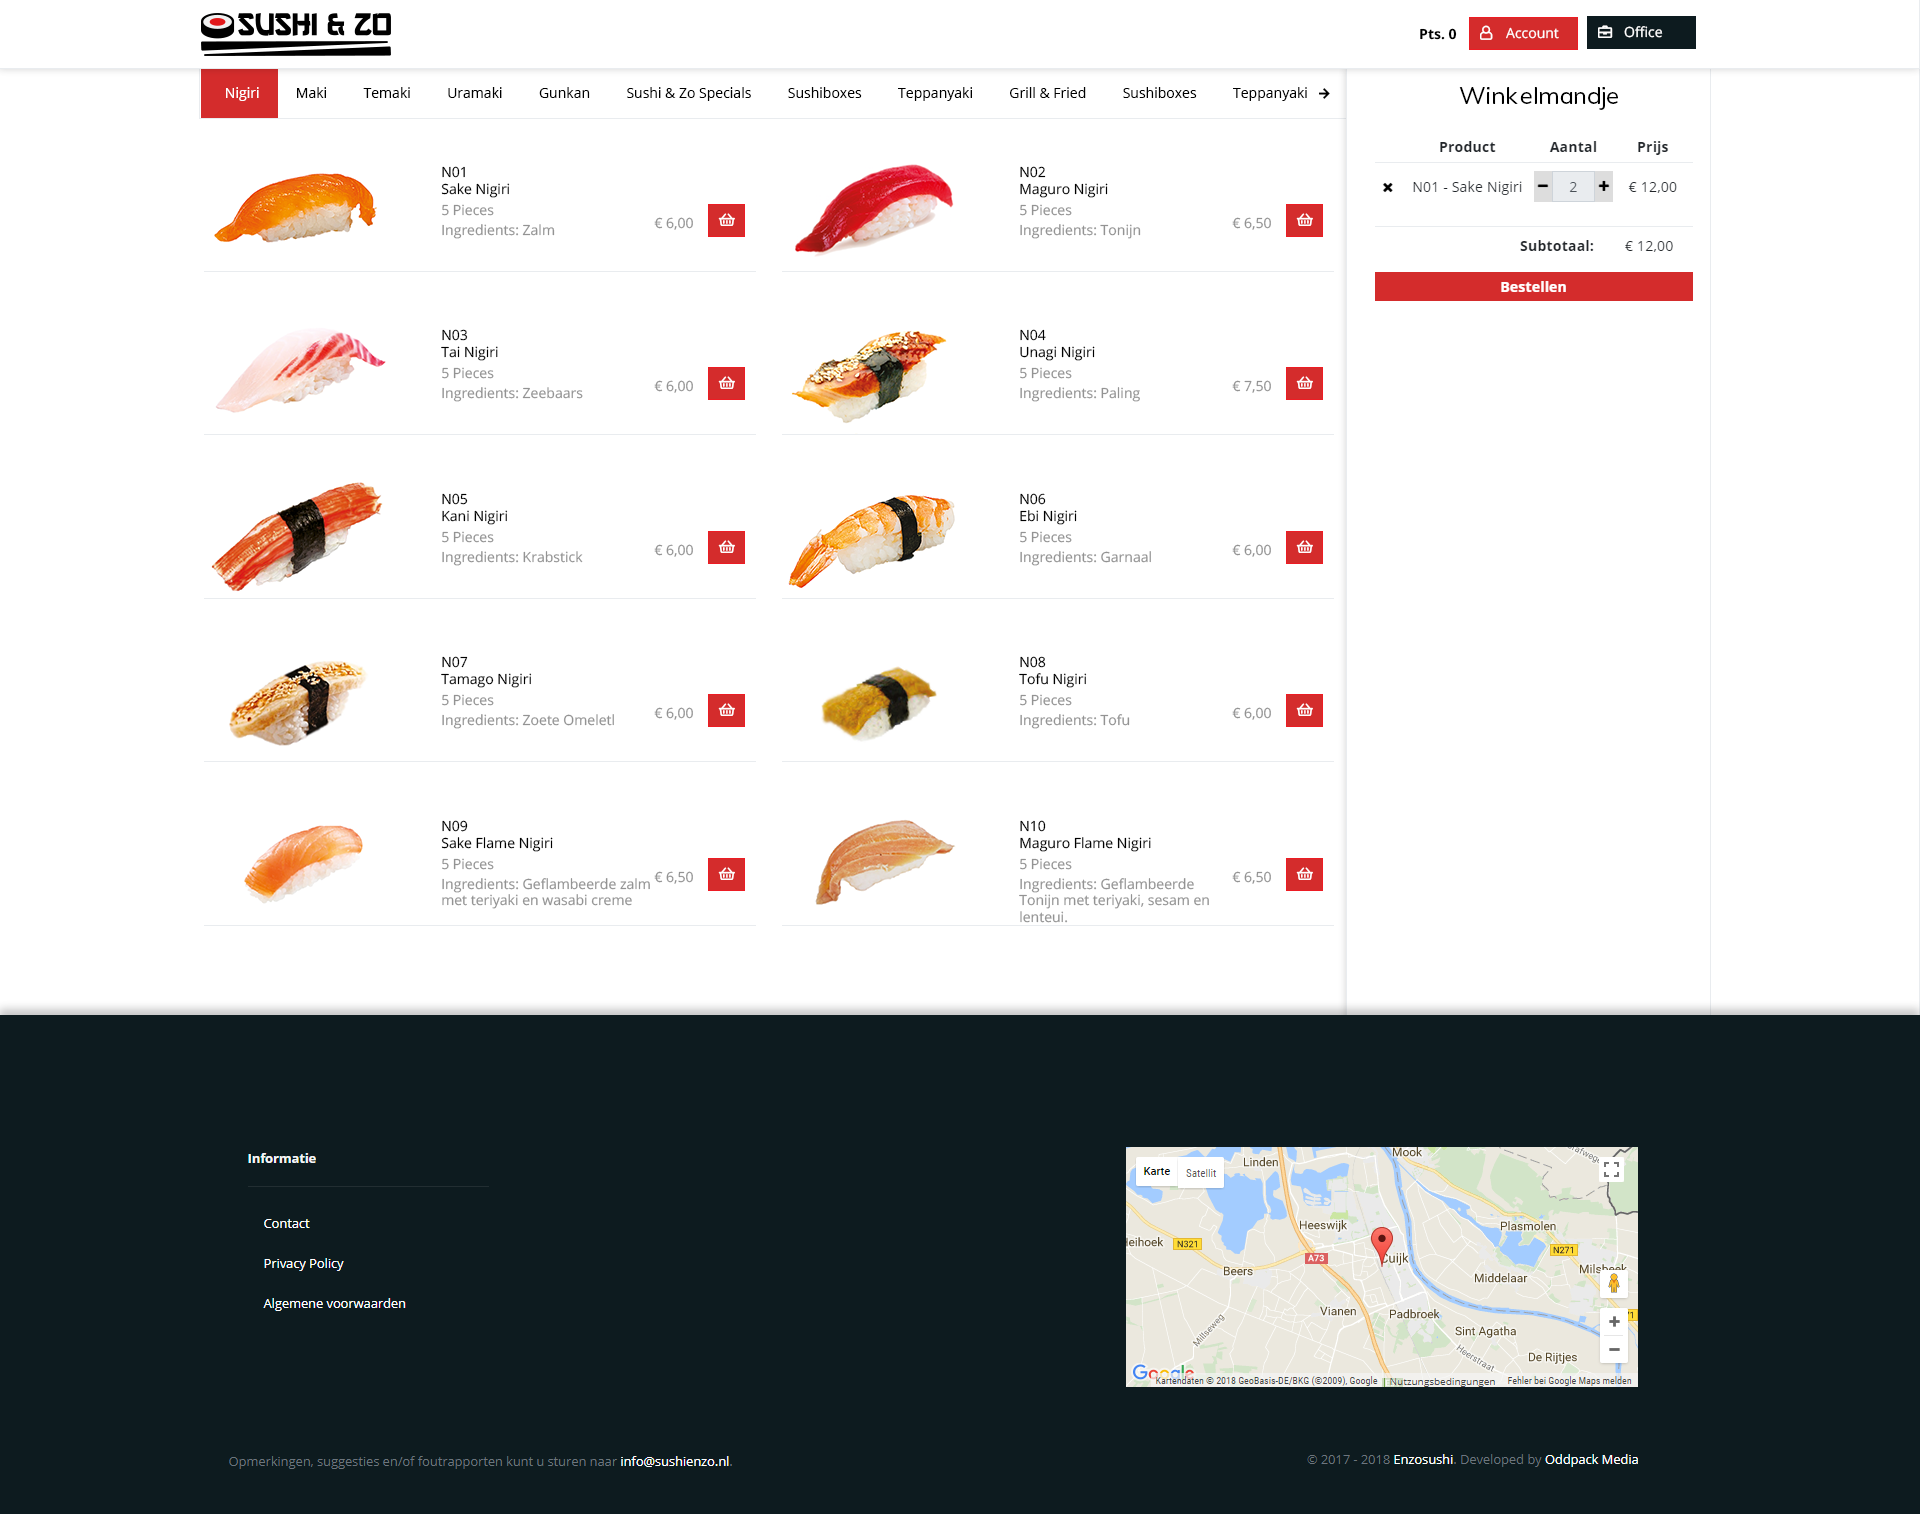 SUSHI & ZO
Pts. 0
Account
Office
Nigiri
Maki
Temaki
Uramaki
Gunkan
Sushi & Zo Specials
Sushiboxes
Teppanyaki
Grill & Fried
Sushiboxes
Teppanyaki
N01
Sake Nigiri
5 Pieces
Ingredients: Zalm
€ 6,00
N02
Maguro Nigiri
5 Pieces
Ingredients: Tonijn
€ 6,50
N03
Tai Nigiri
5 Pieces
Ingredients: Zeebaars
€ 6,00
N04
Unagi Nigiri
5 Pieces
Ingredients: Paling
€ 7,50
N05
Kani Nigiri
5 Pieces
Ingredients: Krabstick
€ 6,00
N06
Ebi Nigiri
5 Pieces
Ingredients: Garnaal
€ 6,00
N07
Tamago Nigiri
5 Pieces
Ingredients: Zoete Omeletl
€ 6,00
N08
Tofu Nigiri
5 Pieces
Ingredients: Tofu
€ 6,00
N09
Sake Flame Nigiri
5 Pieces
Ingredients: Geflambeerde zalm
met teriyaki en wasabi creme
€ 6,50
N10
Maguro Flame Nigiri
5 Pieces
Ingredients: Geflambeerde
Tonijn met teriyaki, sesam en
lenteui.
€ 6,50
Winkelmandje
Product Aantal Prijs
N01 - Sake Nigiri 2 € 12,00
Subtotaal: € 12,00
Bestellen
Informatie
Contact
Privacy Policy
Algemene voorwaarden
Karte
Satellit
Linden
Mook
Heeswijk
Plasmolen
N321
A73
Cuijk
N271
Beers
Middelaar
Milsbeek
Vianen
Padbroek
Milseweg
Sint Agatha
Heerstraat
De Rijtjes
Google
Kartendaten © 2018 GeoBasis-DE/BKG (©2009), Google
Nutzungsbedingungen
Fehler bei Google Maps melden
Opmerkingen, suggesties en/of foutrapporten kunt u sturen naar info@sushienzo.nl.
© 2017 - 2018 Enzosushi. Developed by Oddpack Media